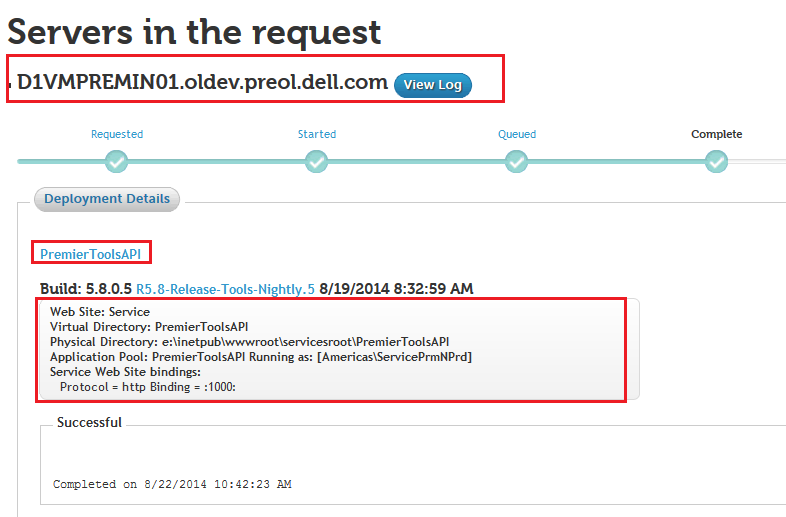 Servers in the request
D1VMPREMIN01.oldev.preol.dell.com View Log
Requested Started Queued Complete
Deployment Details
PremierToolsAPI
Build: 5.8.0.5 R5.8-Release-Tools-Nightly.5 8/19/2014 8:32:59 AM
Web Site: Service
Virtual Directory: PremierToolsAPI
Physical Directory: e:\inetpub\wwwroot\servicesroot\PremierToolsAPI
Application Pool: PremierToolsAPI Running as: [Americas\ServicePrmNPrd]
Service Web Site bindings:
Protocol = http Binding = :1000:
Successful
Completed on 8/22/2014 10:42:23 AM